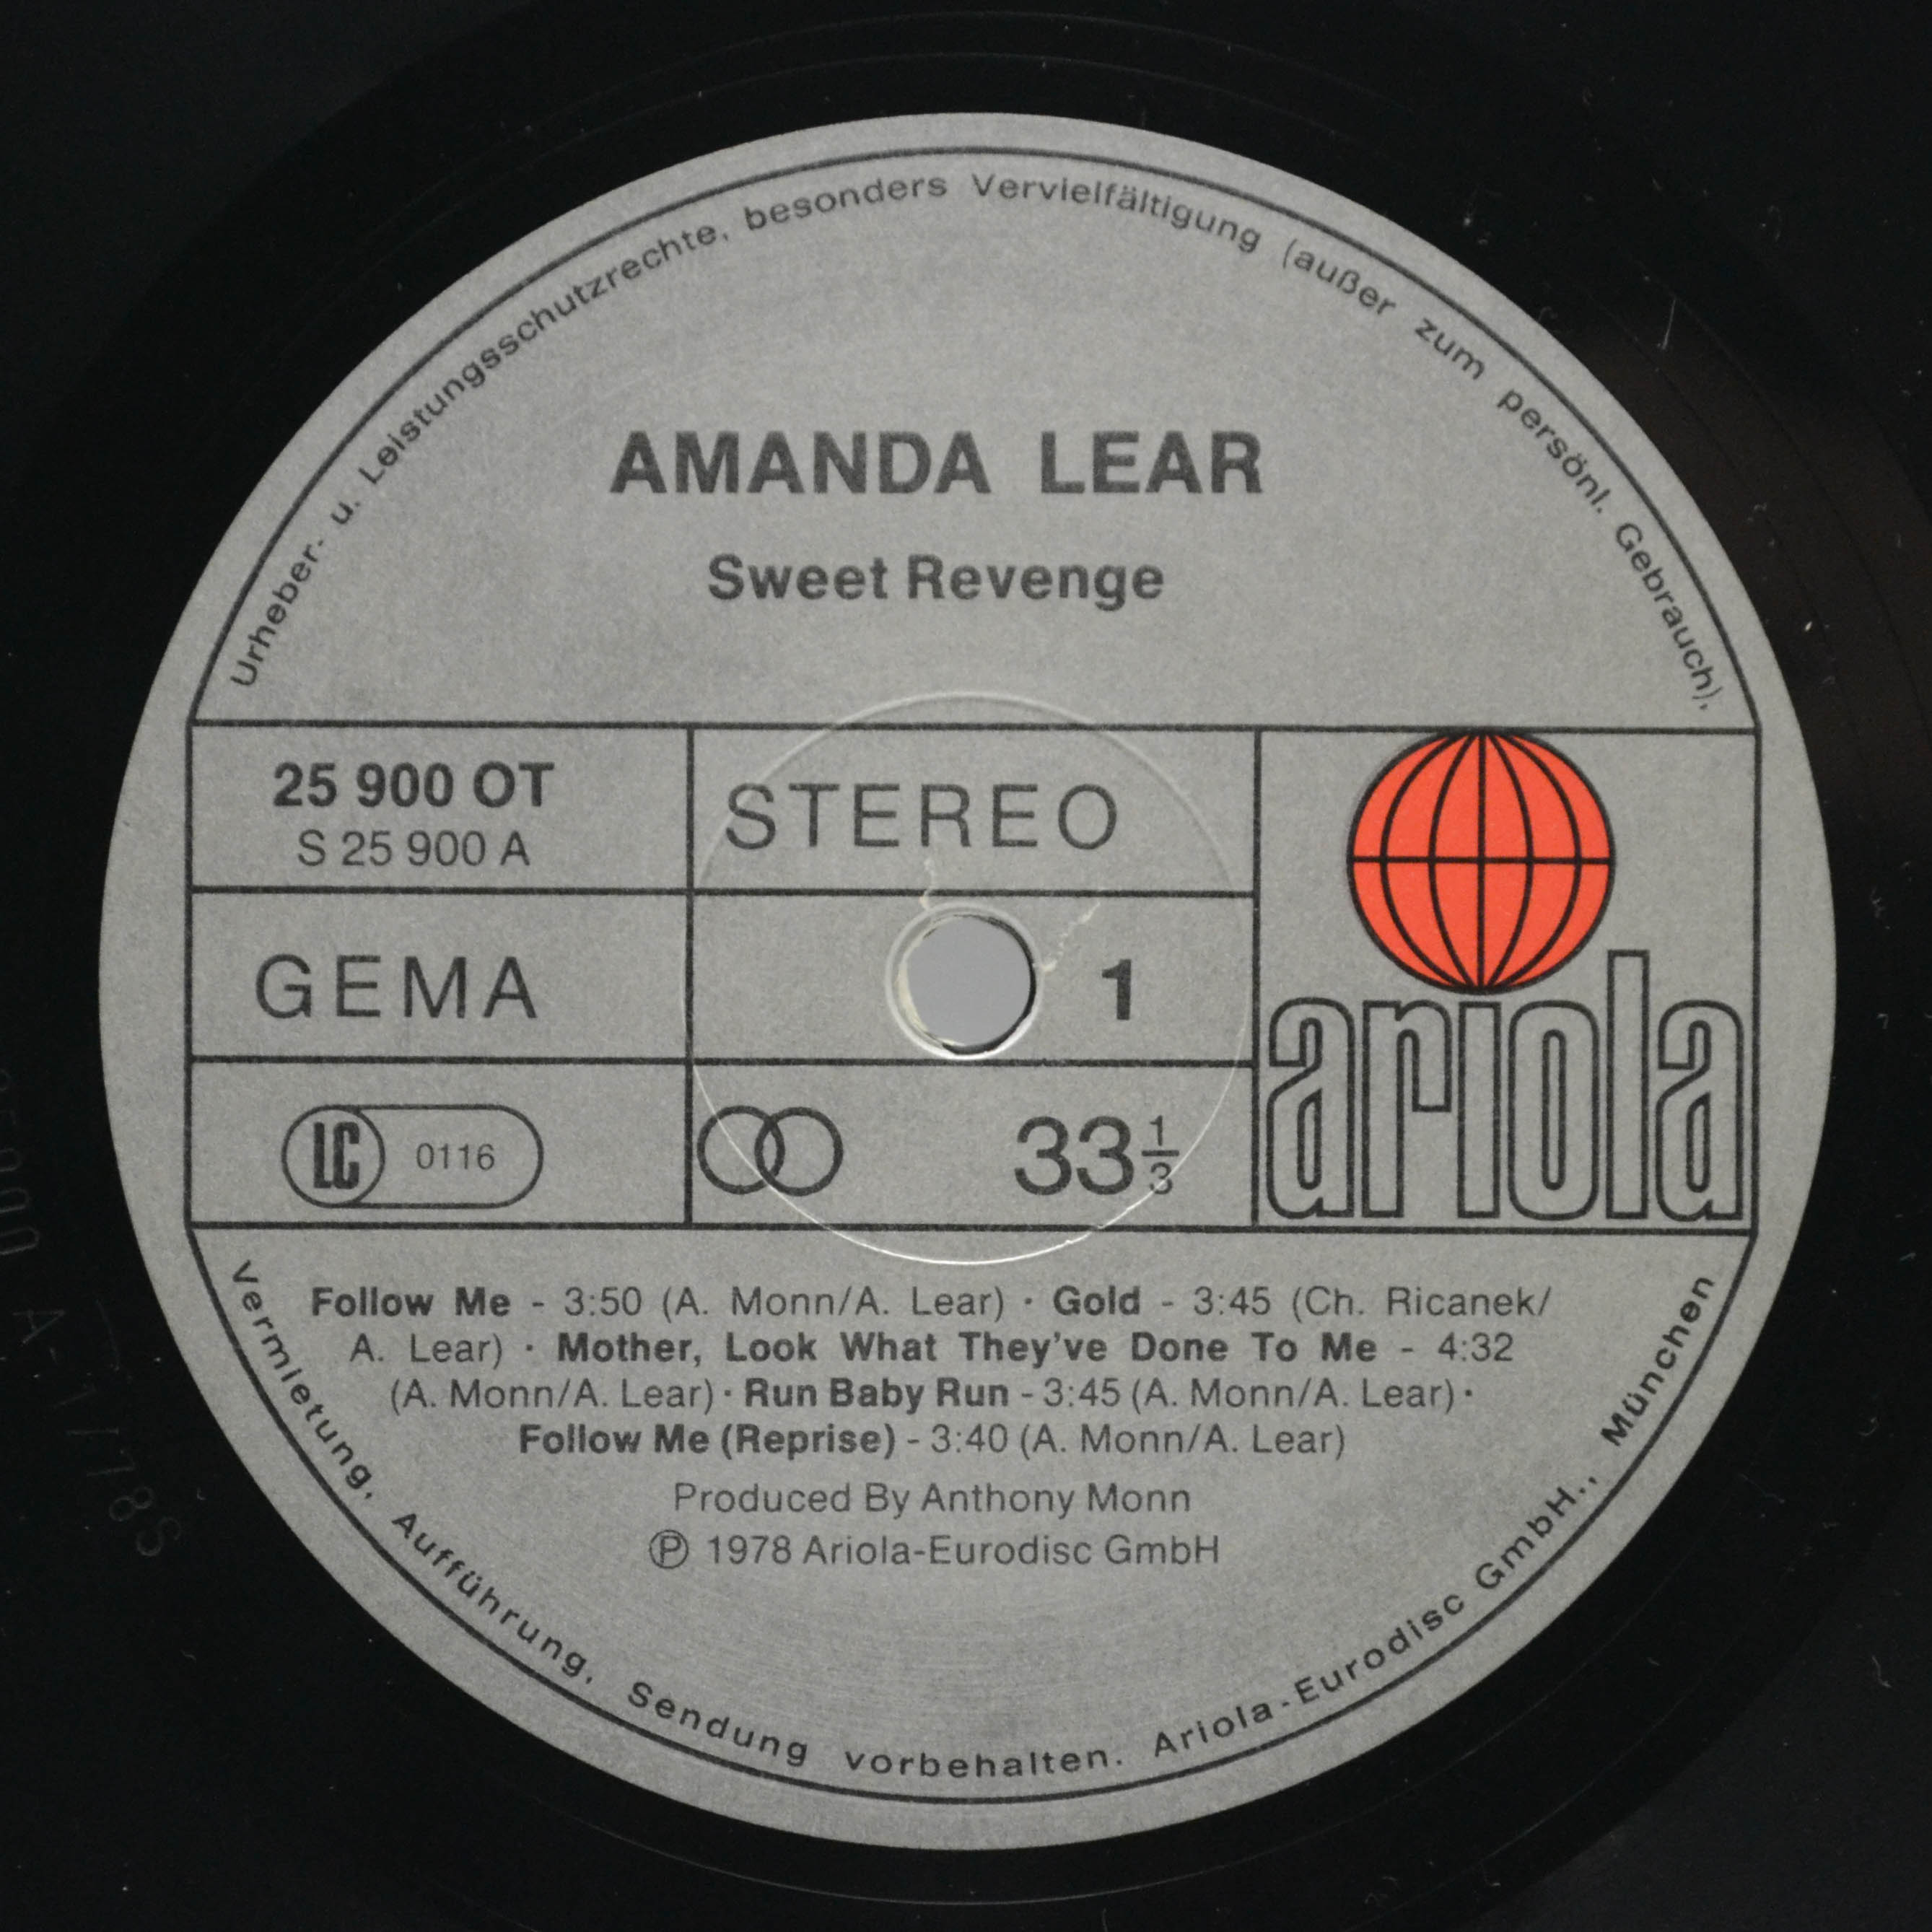 Urheber- u. Leistungsschutzrechte, besonders Vervielfältigung (außer zum persönl. Gebrauch),
AMANDA LEAR
Sweet Revenge
25 900 OT
S 25 900 A
STEREO
GEMA
1
ariola
LC 0116
33 1/3
Follow Me - 3:50 (A. Monn/A. Lear) · Gold - 3:45 (Ch. Ricanek/
A. Lear) · Mother, Look What They've Done To Me - 4:32
(A. Monn/A. Lear) · Run Baby Run - 3:45 (A. Monn/A. Lear) ·
Follow Me (Reprise) - 3:40 (A. Monn/A. Lear)
Produced By Anthony Monn
Ⓟ 1978 Ariola-Eurodisc GmbH
Vermietung, Aufführung, Sendung vorbehalten. Ariola-Eurodisc GmbH., München